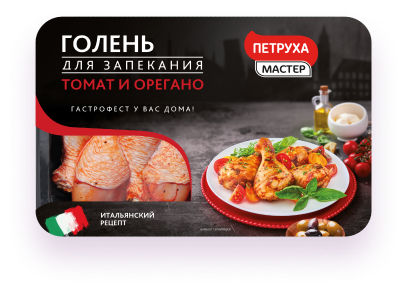 ГОЛЕНЬ
ДЛЯ ЗАПЕКАНИЯ
ТОМАТ И ОРЕГАНО
ГАСТРОФЕСТ У ВАС ДОМА!
ПЕТРУХА
МАСТЕР
ИТАЛЬЯНСКИЙ
РЕЦЕПТ